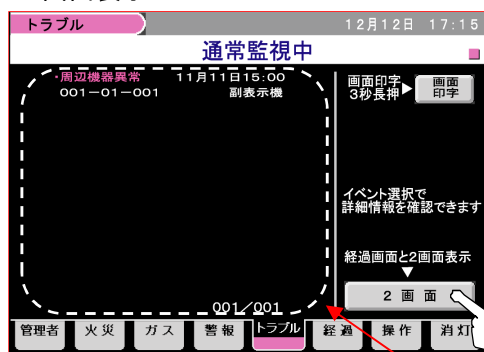 トラブル
12月12日 17:15
通常監視中
・周辺機器異常 11月11日15:00
001-01-001 副表示機
001/001
画面印字▶
3秒長押
画面
印字
イベント選択で
詳細情報を確認できます
経過画面と2画面表示
▼
2 画 面
管理者 火 災 ガ ス 警 報 トラブル 経 過 操 作 消 灯